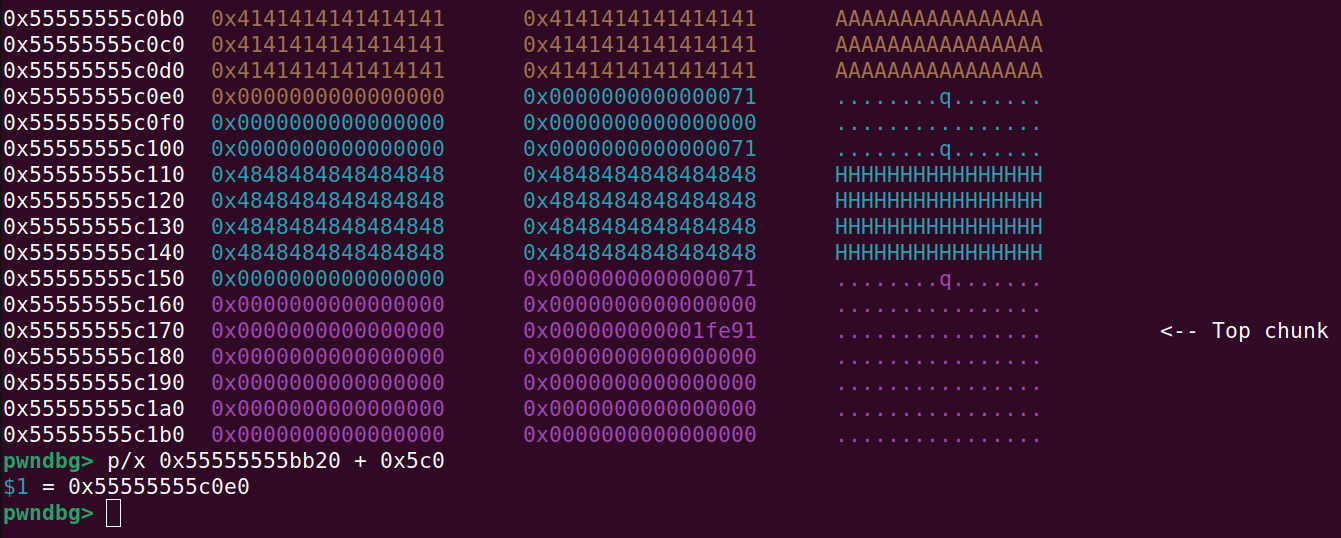 0x55555555c0b0 0x4141414141414141 0x4141414141414141 AAAAAAAAAAAAAAAA
0x55555555c0c0 0x4141414141414141 0x4141414141414141 AAAAAAAAAAAAAAAA
0x55555555c0d0 0x4141414141414141 0x4141414141414141 AAAAAAAAAAAAAAAA
0x55555555c0e0 0x0000000000000000 0x0000000000000071 ........q.......
0x55555555c0f0 0x0000000000000000 0x0000000000000000 ................
0x55555555c100 0x0000000000000000 0x0000000000000071 ........q.......
0x55555555c110 0x4848484848484848 0x4848484848484848 HHHHHHHHHHHHHHHH
0x55555555c120 0x4848484848484848 0x4848484848484848 HHHHHHHHHHHHHHHH
0x55555555c130 0x4848484848484848 0x4848484848484848 HHHHHHHHHHHHHHHH
0x55555555c140 0x4848484848484848 0x4848484848484848 HHHHHHHHHHHHHHHH
0x55555555c150 0x0000000000000000 0x0000000000000071 ........q.......
0x55555555c160 0x0000000000000000 0x0000000000000000 ................
0x55555555c170 0x0000000000000000 0x000000000001fe91 ................ <-- Top chunk
0x55555555c180 0x0000000000000000 0x0000000000000000 ................
0x55555555c190 0x0000000000000000 0x0000000000000000 ................
0x55555555c1a0 0x0000000000000000 0x0000000000000000 ................
0x55555555c1b0 0x0000000000000000 0x0000000000000000 ................
pwndbg> p/x 0x55555555bb20 + 0x5c0
$1 = 0x55555555c0e0
pwndbg>